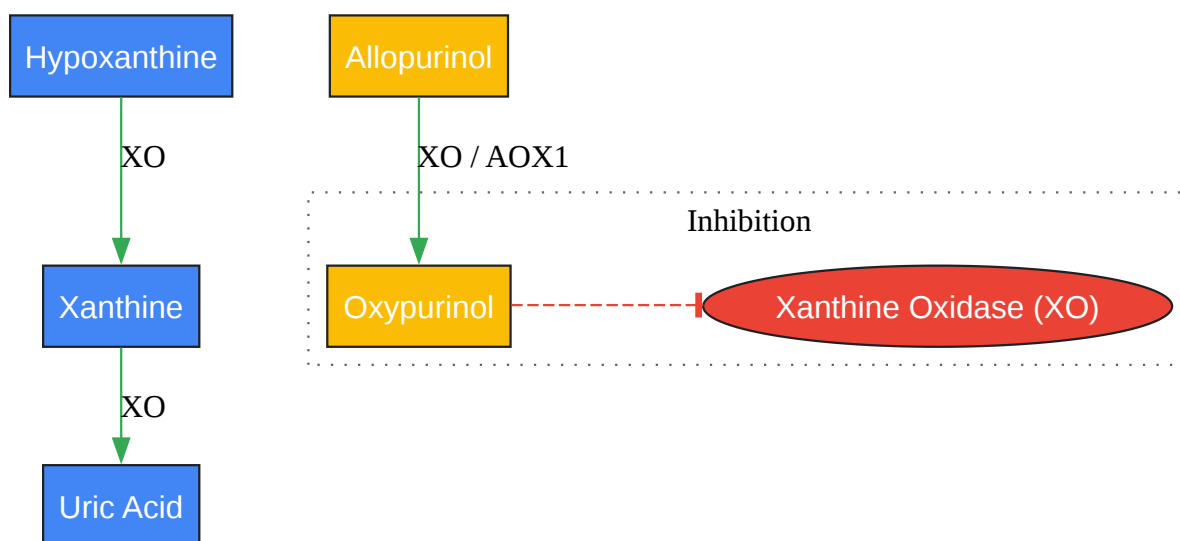 Hypoxanthine
Allopurinol
XO
XO / AOX1
Inhibition
Xanthine
Oxypurinol
Xanthine Oxidase (XO)
XO
Uric Acid